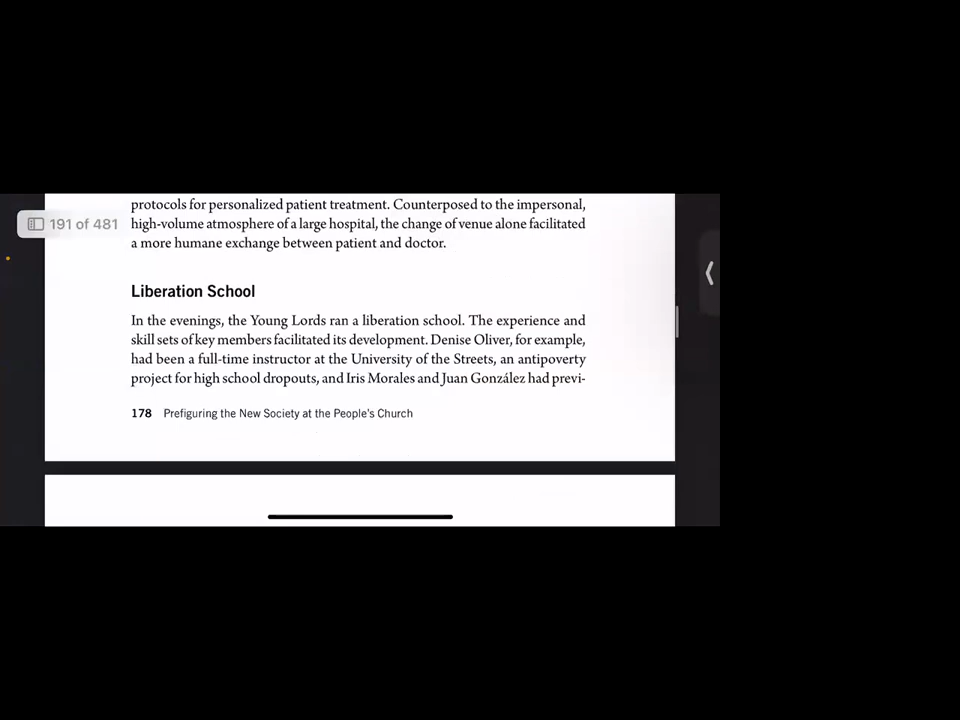 protocols for personalized patient treatment. Counterposed to the impersonal,
191 of 481
high-volume atmosphere of a large hospital, the change of venue alone facilitated
a more humane exchange between patient and doctor.
Liberation School
In the evenings, the Young Lords ran a liberation school. The experience and
skill sets of key members facilitated its development. Denise Oliver, for example,
had been a full-time instructor at the University of the Streets, an antipoverty
project for high school dropouts, and Iris Morales and Juan González had previ-
178 Prefiguring the New Society at the People's Church